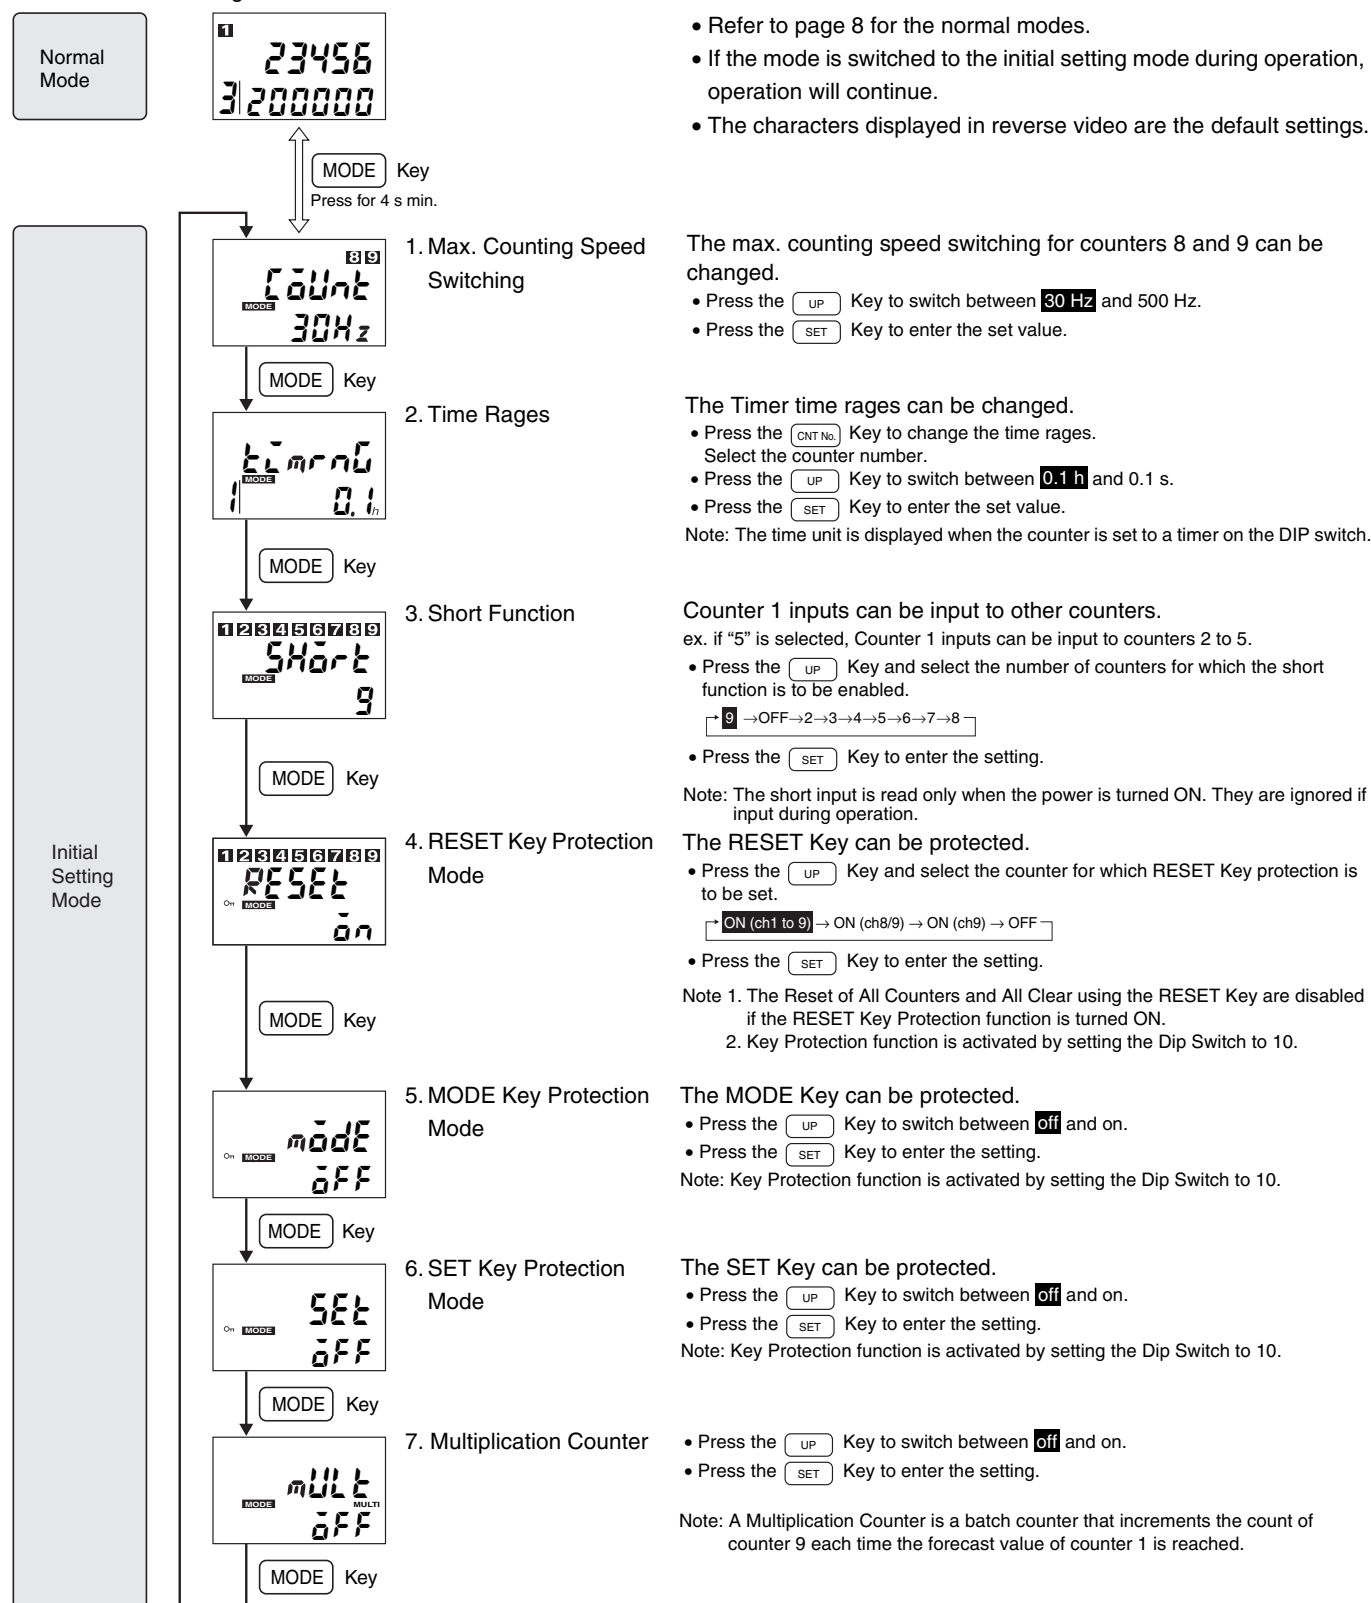 Normal
Mode
1
23456
3 200000
• Refer to page 8 for the normal modes.
• If the mode is switched to the initial setting mode during operation,
operation will continue.
• The characters displayed in reverse video are the default settings.
MODE Key
Press for 4 s min.
Initial
Setting
Mode
8 9
CoUnt
MODE
30Hz
1. Max. Counting Speed
Switching
The max. counting speed switching for counters 8 and 9 can be
changed.
• Press the UP Key to switch between 30 Hz and 500 Hz.
• Press the SET Key to enter the set value.
MODE Key
timrnG
MODE
1 0.1h
2. Time Rages
The Timer time rages can be changed.
• Press the CNT No. Key to change the time rages.
Select the counter number.
• Press the UP Key to switch between 0.1 h and 0.1 s.
• Press the SET Key to enter the set value.
Note: The time unit is displayed when the counter is set to a timer on the DIP switch.
MODE Key
1 2 3 4 5 6 7 8 9
SHort
MODE
9
3. Short Function
Counter 1 inputs can be input to other counters.
ex. if “5” is selected, Counter 1 inputs can be input to counters 2 to 5.
• Press the UP Key and select the number of counters for which the short
function is to be enabled.
9 →OFF→2→3→4→5→6→7→8
• Press the SET Key to enter the setting.
Note: The short input is read only when the power is turned ON. They are ignored if
input during operation.
MODE Key
1 2 3 4 5 6 7 8 9
RESEt
MODE
on
4. RESET Key Protection
Mode
The RESET Key can be protected.
• Press the UP Key and select the counter for which RESET Key protection is
to be set.
ON (ch1 to 9) → ON (ch8/9) → ON (ch9) → OFF
• Press the SET Key to enter the setting.
Note 1. The Reset of All Counters and All Clear using the RESET Key are disabled
if the RESET Key Protection function is turned ON.
2. Key Protection function is activated by setting the Dip Switch to 10.
MODE Key
modE
MODE
oFF
5. MODE Key Protection
Mode
The MODE Key can be protected.
• Press the UP Key to switch between off and on.
• Press the SET Key to enter the setting.
Note: Key Protection function is activated by setting the Dip Switch to 10.
MODE Key
SEt
MODE
oFF
6. SET Key Protection
Mode
The SET Key can be protected.
• Press the UP Key to switch between off and on.
• Press the SET Key to enter the setting.
Note: Key Protection function is activated by setting the Dip Switch to 10.
MODE Key
mULt
MODE MULTI
oFF
7. Multiplication Counter
• Press the UP Key to switch between off and on.
• Press the SET Key to enter the setting.
Note: A Multiplication Counter is a batch counter that increments the count of
counter 9 each time the forecast value of counter 1 is reached.
MODE Key